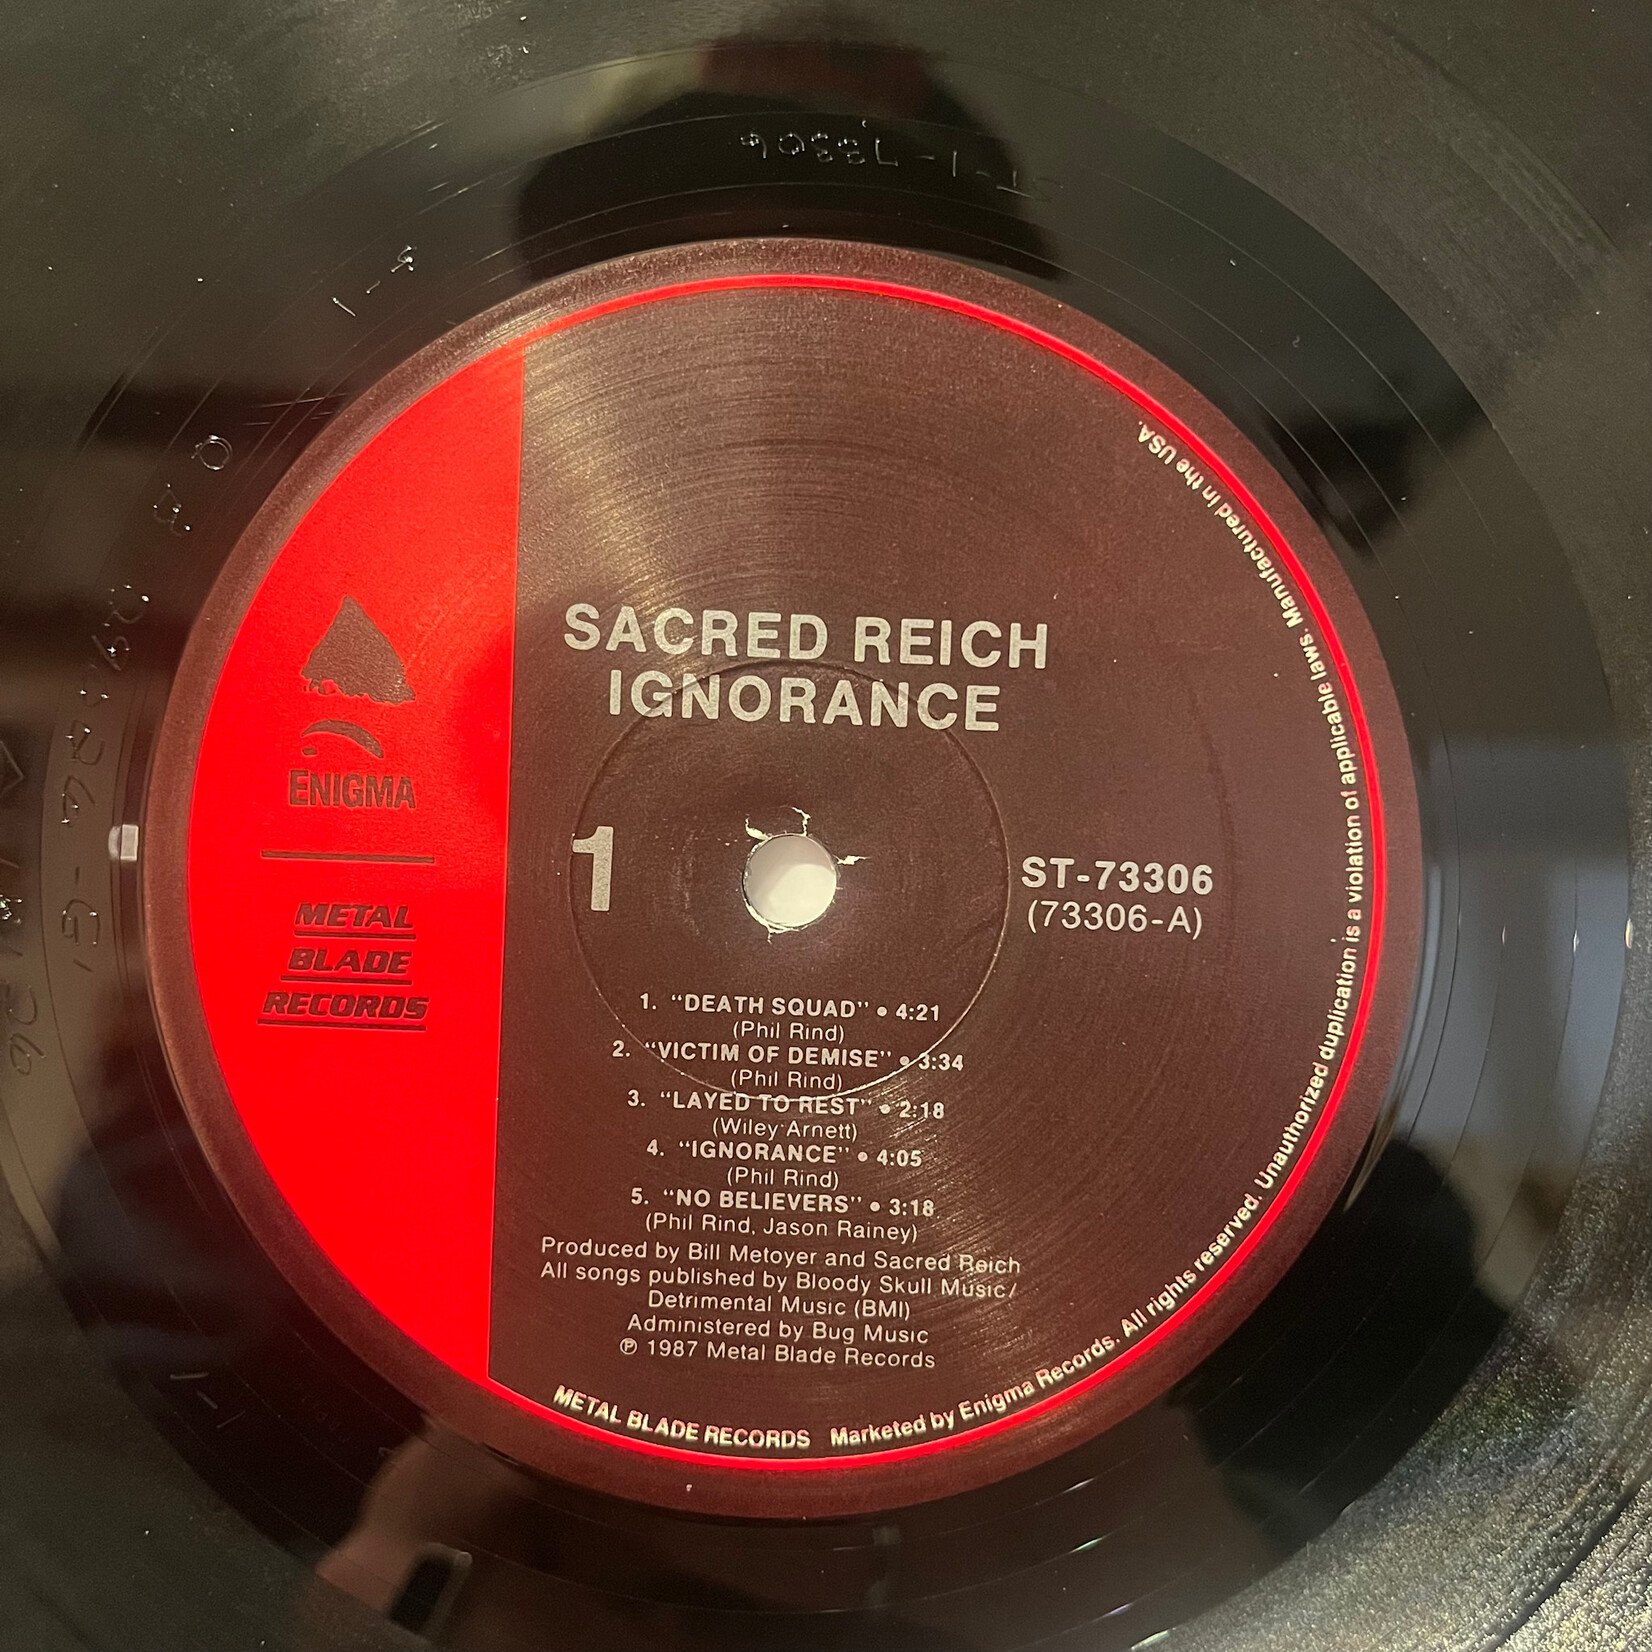 ENIGMA
METAL
BLADE
RECORDS
SACRED REICH
IGNORANCE
1
ST-73306
(73306-A)
1. "DEATH SQUAD" • 4:21
(Phil Rind)
2. "VICTIM OF DEMISE" • 3:34
(Phil Rind)
3. "LAYED TO REST" • 2:18
(Wiley Arnett)
4. "IGNORANCE" • 4:05
(Phil Rind)
5. "NO BELIEVERS" • 3:18
(Phil Rind, Jason Rainey)
Produced by Bill Metoyer and Sacred Reich
All songs published by Bloody Skull Music/
Detrimental Music (BMI)
Administered by Bug Music
℗ 1987 Metal Blade Records
METAL BLADE RECORDS Marketed by Enigma Records. All rights reserved. Unauthorized duplication is a violation of applicable laws. Manufactured in the USA.